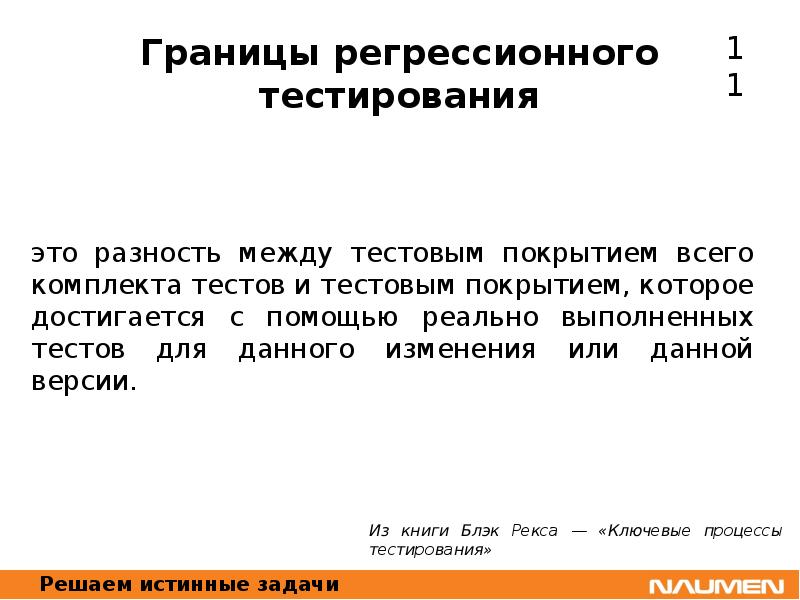 Границы регрессионного
тестирования
1
1
это разность между тестовым покрытием всего
комплекта тестов и тестовым покрытием, которое
достигается с помощью реально выполненных
тестов для данного изменения или данной
версии.
Из книги Блэк Рекса — «Ключевые процессы
тестирования»
Решаем истинные задачи
NAUMEN